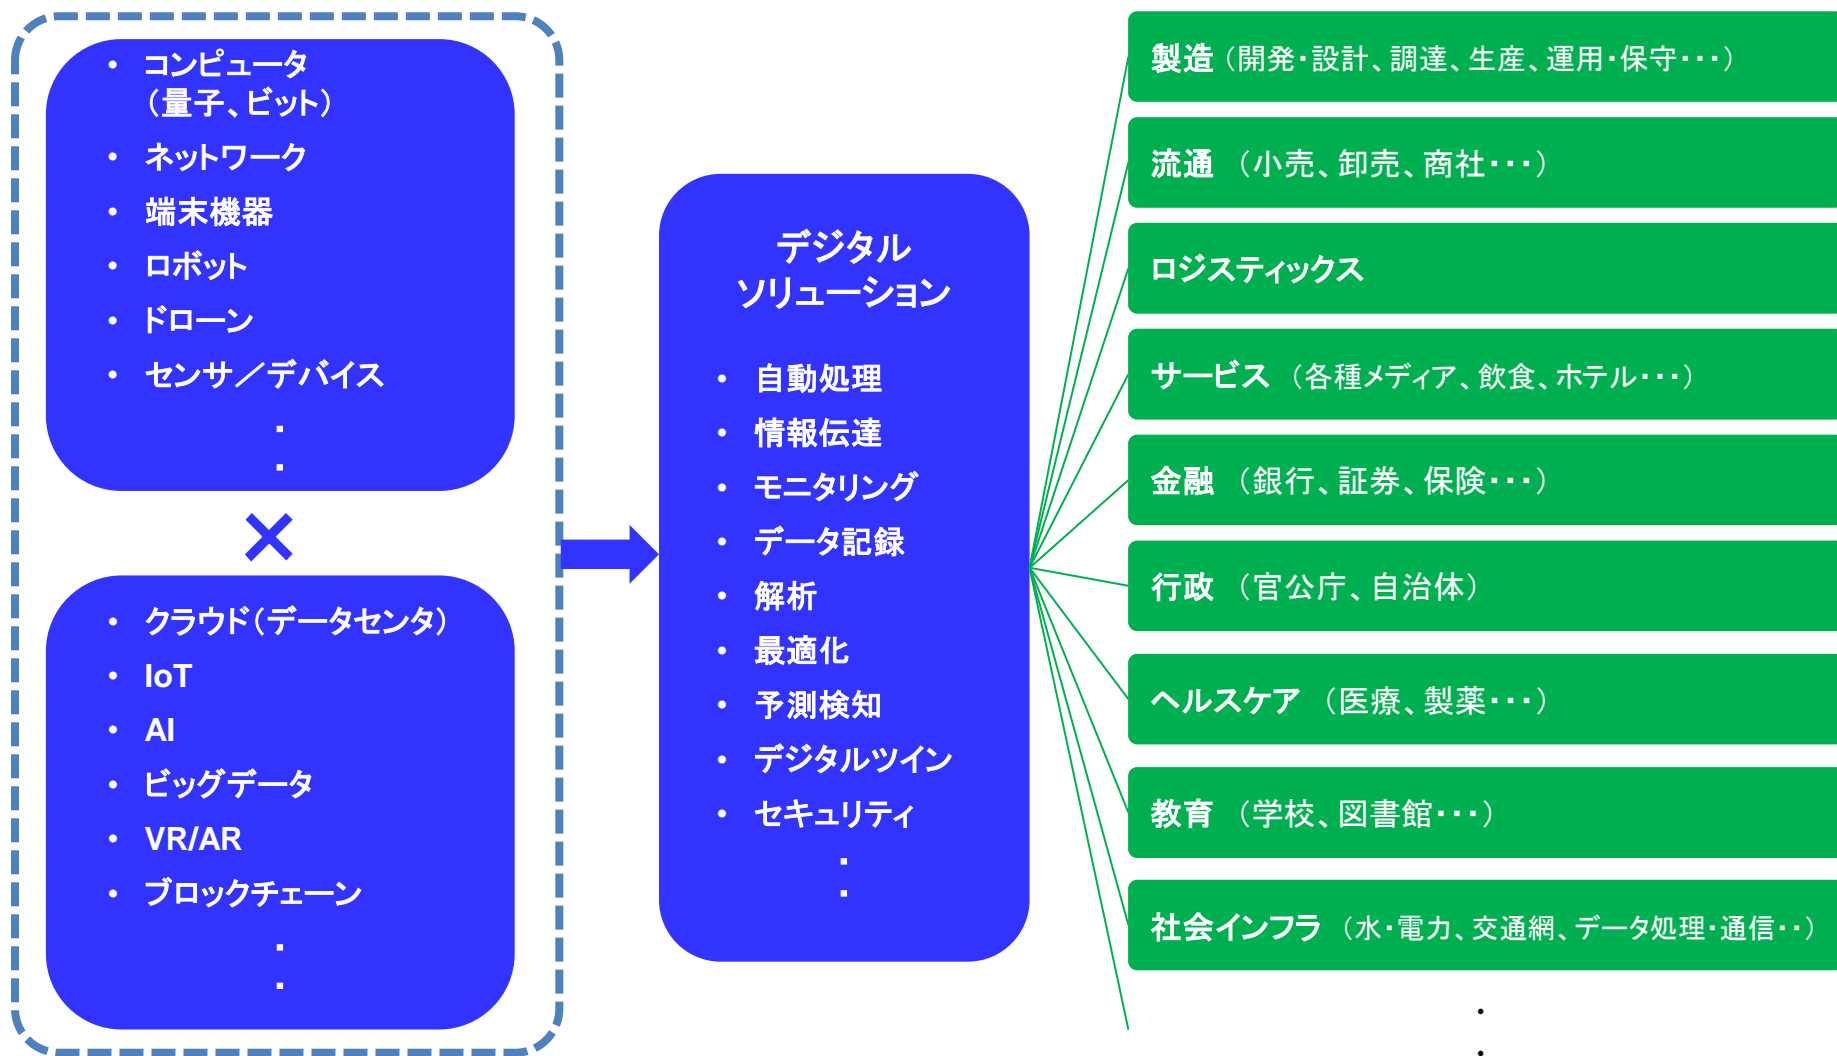 ・ コンピュータ
（量子、ビット）
・ ネットワーク
・ 端末機器
・ ロボット
・ ドローン
・ センサ／デバイス
・
・
×
・ クラウド（データセンタ）
・ IoT
・ AI
・ ビッグデータ
・ VR/AR
・ ブロックチェーン
・
・
デジタル
ソリューション
・ 自動処理
・ 情報伝達
・ モニタリング
・ データ記録
・ 解析
・ 最適化
・ 予測検知
・ デジタルツイン
・ セキュリティ
・
・
製造（開発・設計、調達、生産、運用・保守・・・）
流通 （小売、卸売、商社・・・）
ロジスティックス
サービス （各種メディア、飲食、ホテル・・・）
金融 （銀行、証券、保険・・・）
行政 （官公庁、自治体）
ヘルスケア （医療、製薬・・・）
教育 （学校、図書館・・・）
社会インフラ （水・電力、交通網、データ処理・通信・・）
・
・